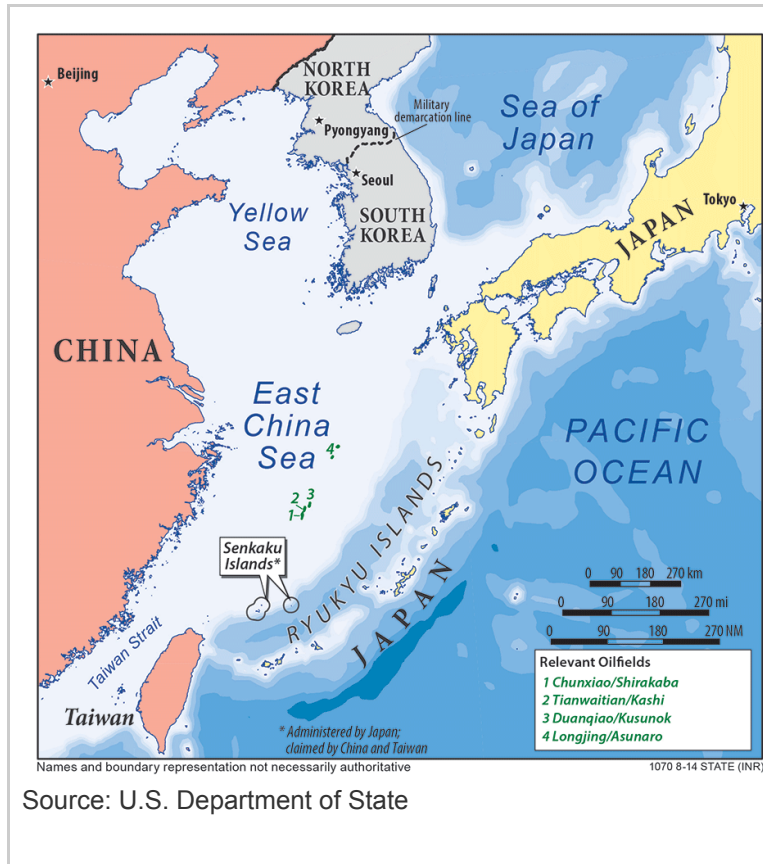 Beijing
NORTH
KOREA
Military
demarcation line
Pyongyang
Seoul
SOUTH
KOREA
Sea of
Japan
Yellow
Sea
Tokyo
JAPAN
CHINA
East
China
Sea
4
PACIFIC
OCEAN
2 3
1
Senkaku
Islands*
RYUKYU ISLANDS
JAPAN
Taiwan Strait
Taiwan
0 90 180 270 km
0 90 180 270 mi
0 90 180 270 NM
Relevant Oilfields
1 Chunxiao/Shirakaba
2 Tianwaitian/Kashi
3 Duanqiao/Kusunok
4 Longjing/Asunaro
* Administered by Japan;
claimed by China and Taiwan
Names and boundary representation not necessarily authoritative
1070 8-14 STATE (INR)
Source: U.S. Department of State